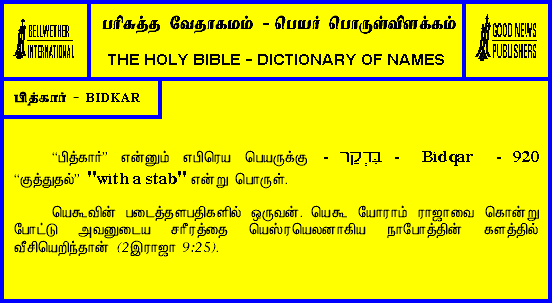 BELLWETHER
INTERNATIONAL
பரிசுத்த வேதாகமம் - பெயர் பொருள்விளக்கம்
THE HOLY BIBLE - DICTIONARY OF NAMES
GOOD NEWS
PUBLISHERS
பித்கார் - BIDKAR
“பித்கார்” என்னும் எபிரெய பெயருக்கு - בִּדְקַר - Bidqar - 920
“குத்துதல்” "with a stab" என்று பொருள்.
யெகூவின் படைத்தளபதிகளில் ஒருவன். யெகூ யோராம் ராஜாவை கொன்று
போட்டு அவனுடைய சரீரத்தை யெஸ்ரயெலனாகிய நாபோத்தின் களத்தில்
வீசியெறிந்தான் (2இராஜா 9:25).